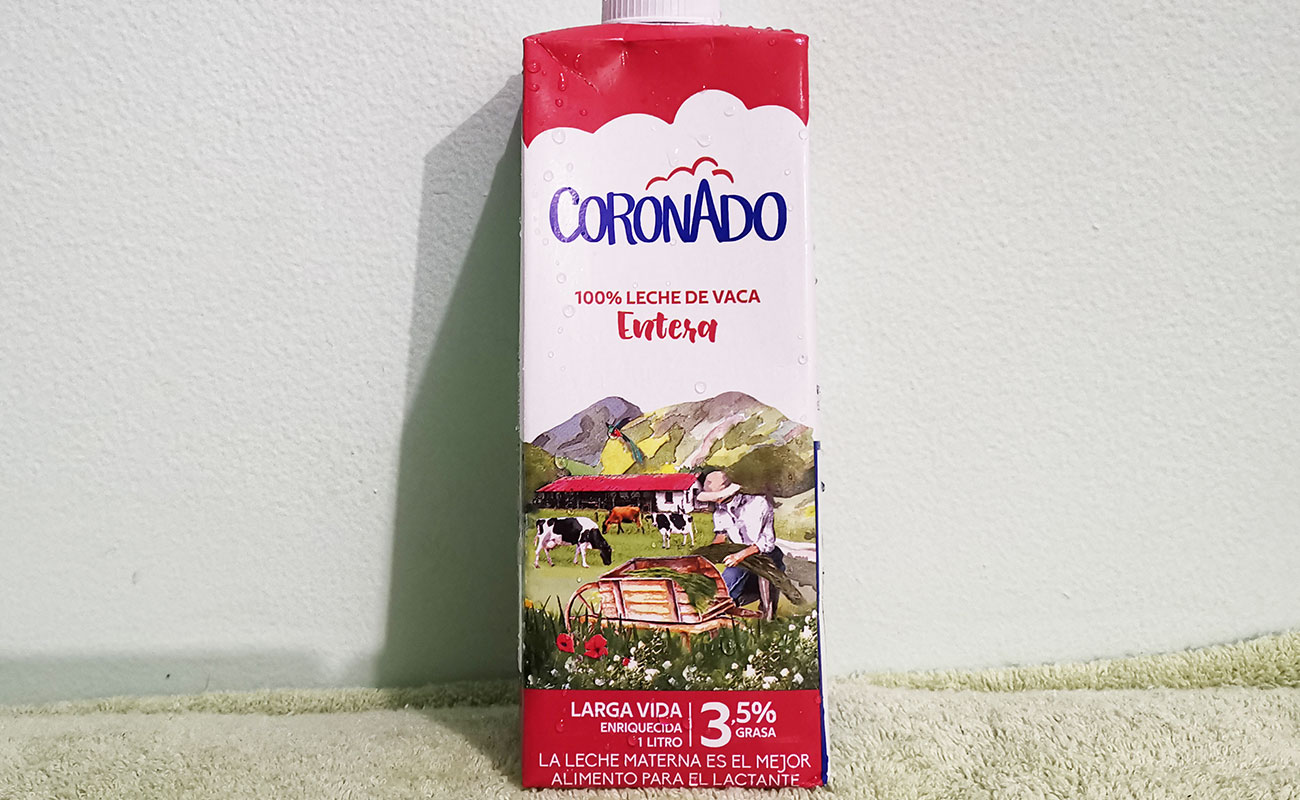 CORONADO
100% LECHE DE VACA
Entera
LARGA VIDA
ENRIQUECIDA
1 LITRO
3,5%
GRASA
LA LECHE MATERNA ES EL MEJOR
ALIMENTO PARA EL LACTANTE